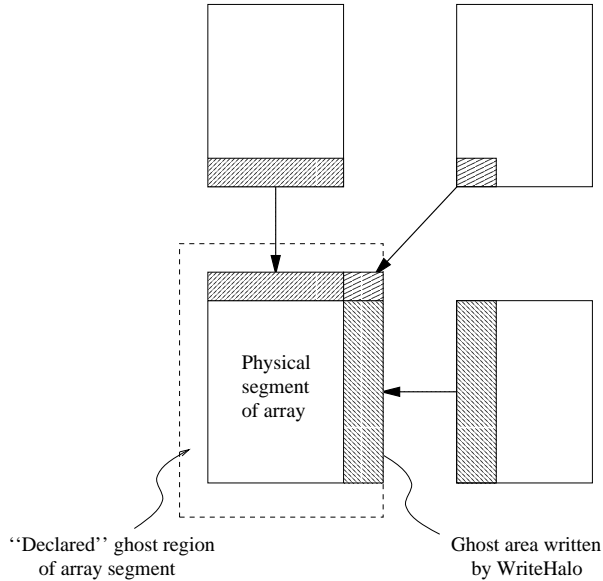 Physical
segment
of array
‘‘Declared’’ ghost region
of array segment
Ghost area written
by WriteHalo